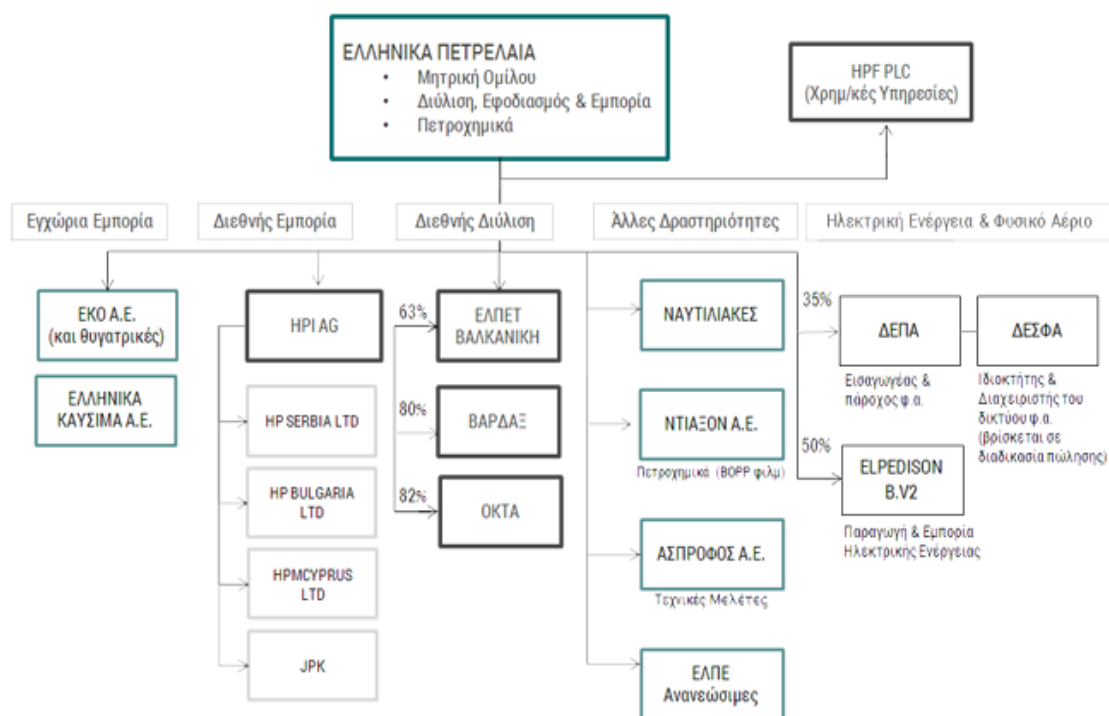 ΕΛΛΗΝΙΚΑ ΠΕΤΡΕΛΑΙΑ
• Μητρική Ομίλου
• Διύλιση, Εφοδιασμός & Εμπορία
• Πετροχημικά
HPF PLC
(Χρημ/κές Υπηρεσίες)
Εγχώρια Εμπορία
Διεθνής Εμπορία
Διεθνής Διύλιση
Άλλες Δραστηριότητες
Ηλεκτρική Ενέργεια & Φυσικό Αέριο
ΕΚΟ Α.Ε.
(και θυγατρικές)
ΕΛΛΗΝΙΚΑ
ΚΑΥΣΙΜΑ Α.Ε.
HPI AG
HP SERBIA LTD
HP BULGARIA
LTD
HPMCYPRUS
LTD
JPK
63%
ΕΛΠΕΤ
ΒΑΛΚΑΝΙΚΗ
80%
ΒΑΡΔΑΞ
82%
ΟΚΤΑ
ΝΑΥΤΙΛΙΑΚΕΣ
ΝΤΙΑΞΟΝ Α.Ε.
Πετροχημικά (BOPP φιλμ)
ΑΣΠΡΟΦΟΣ Α.Ε.
Τεχνικές Μελέτες
ΕΛΠΕ
Ανανεώσιμες
35%
ΔΕΠΑ
Εισαγωγέας &
πάροχος φ.α.
ΔΕΣΦΑ
Ιδιοκτήτης &
Διαχειριστής του
δικτύου φ.α.
(βρίσκεται σε
διαδικασία πώλησης)
50%
ELPEDISON
B.V2
Παραγωγή & Εμπορία
Ηλεκτρικής Ενέργειας